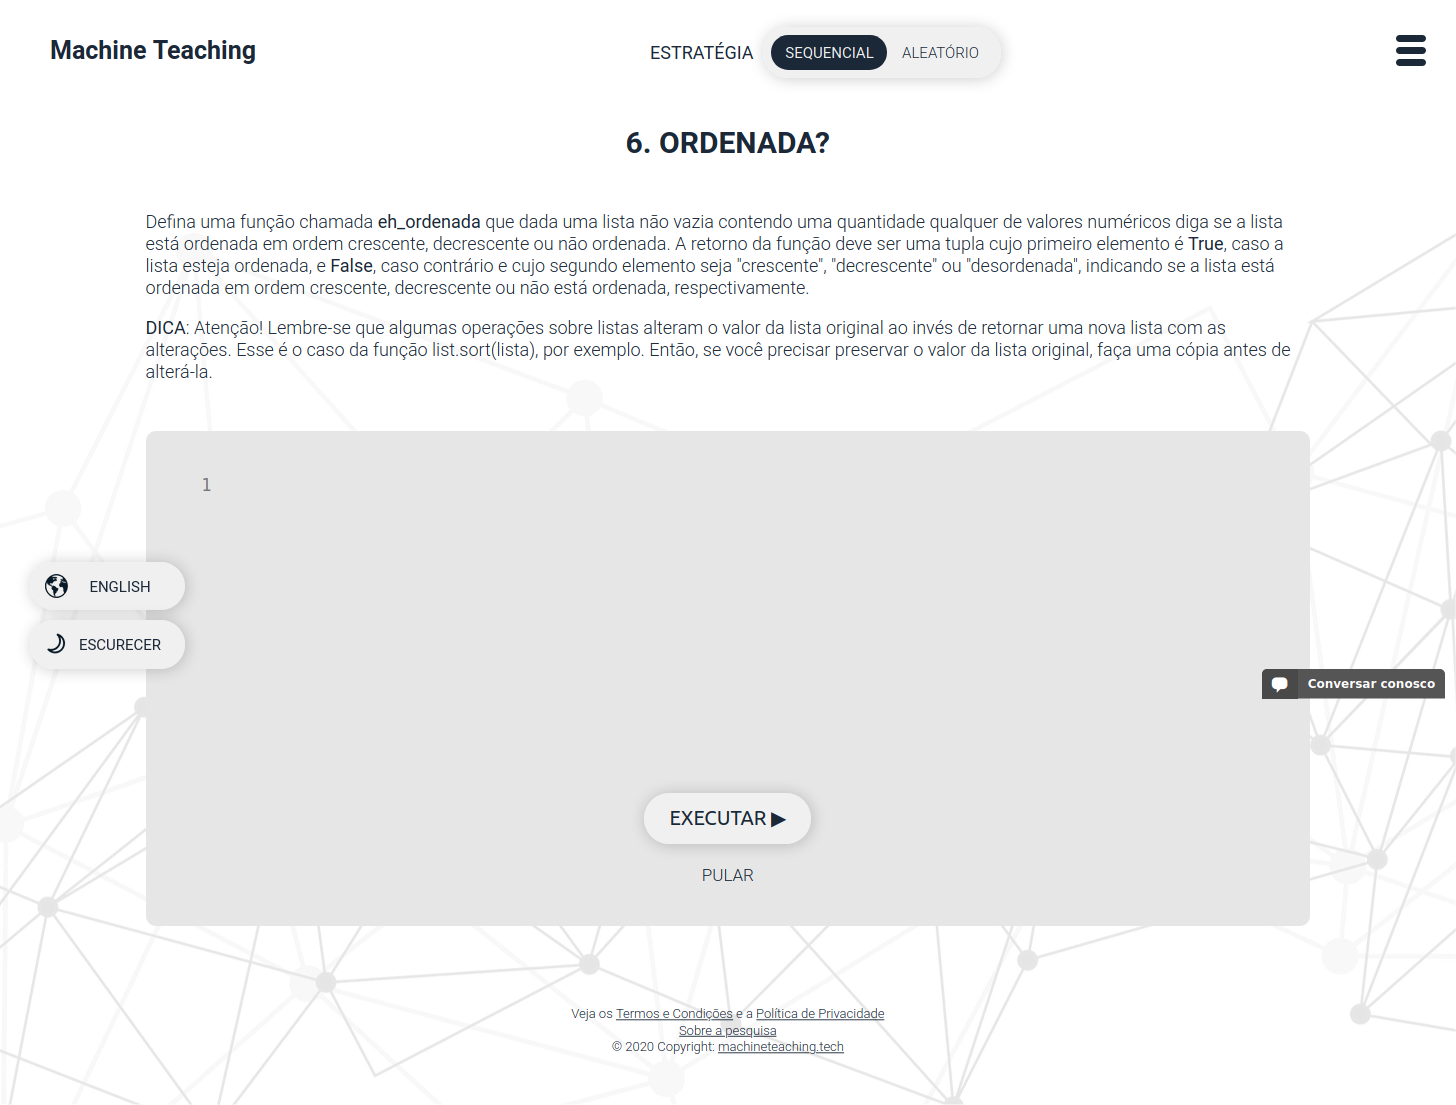 Machine Teaching
ESTRATÉGIA SEQUENCIAL ALEATÓRIO
6. ORDENADA?
Defina uma função chamada eh_ordenada que dada uma lista não vazia contendo uma quantidade qualquer de valores numéricos diga se a lista
está ordenada em ordem crescente, decrescente ou não ordenada. A retorno da função deve ser uma tupla cujo primeiro elemento é True, caso a
lista esteja ordenada, e False, caso contrário e cujo segundo elemento seja "crescente", "decrescente" ou "desordenada", indicando se a lista está
ordenada em ordem crescente, decrescente ou não está ordenada, respectivamente.
DICA: Atenção! Lembre-se que algumas operações sobre listas alteram o valor da lista original ao invés de retornar uma nova lista com as
alterações. Esse é o caso da função list.sort(lista), por exemplo. Então, se você precisar preservar o valor da lista original, faça uma cópia antes de
alterá-la.
1
ENGLISH
ESCURECER
Conversar conosco
EXECUTAR ▶
PULAR
Veja os Termos e Condições e a Política de Privacidade
Sobre a pesquisa
© 2020 Copyright: machineteaching.tech